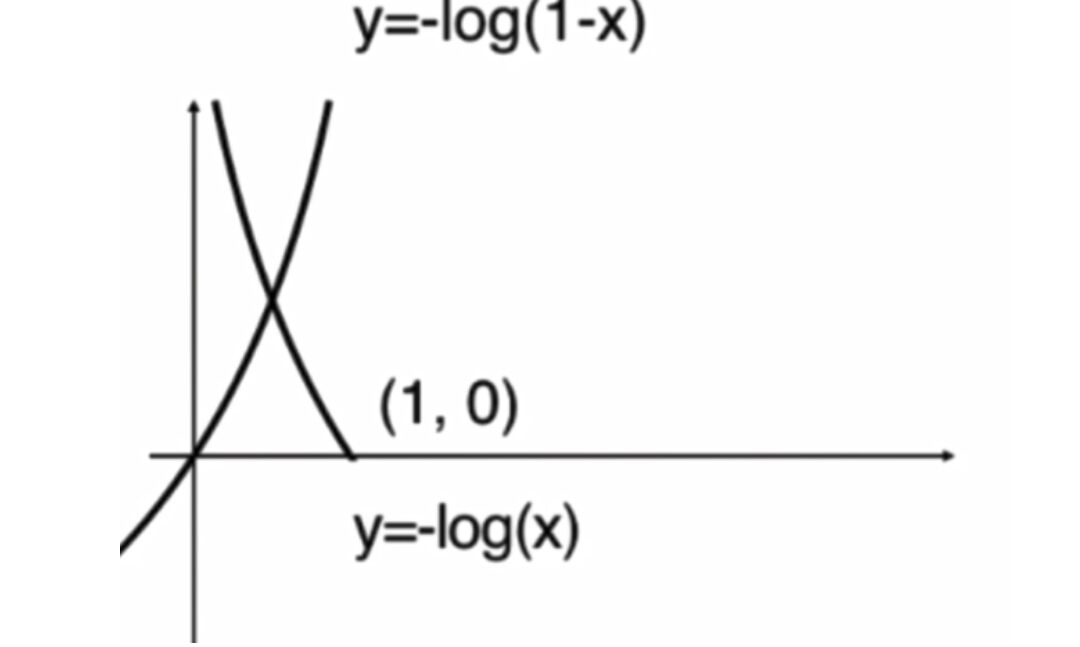 y=-log(1-x)
(1, 0)
y=-log(x)